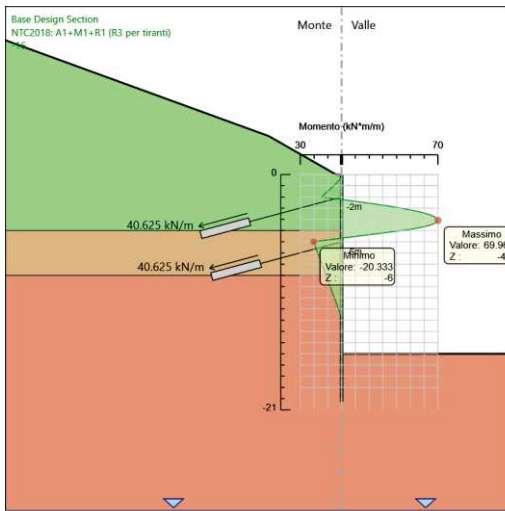 Base Design Section
NTC2018: A1+M1+R1 (R3 per tiranti)
Monte
Valle
Momento (kN*m/m)
30
70
0
-2m
40.625 kN/m
40.625 kN/m
Massimo
Valore: 69.96
Z : -4
Minimo
Valore: -20.333
Z : -6
-21